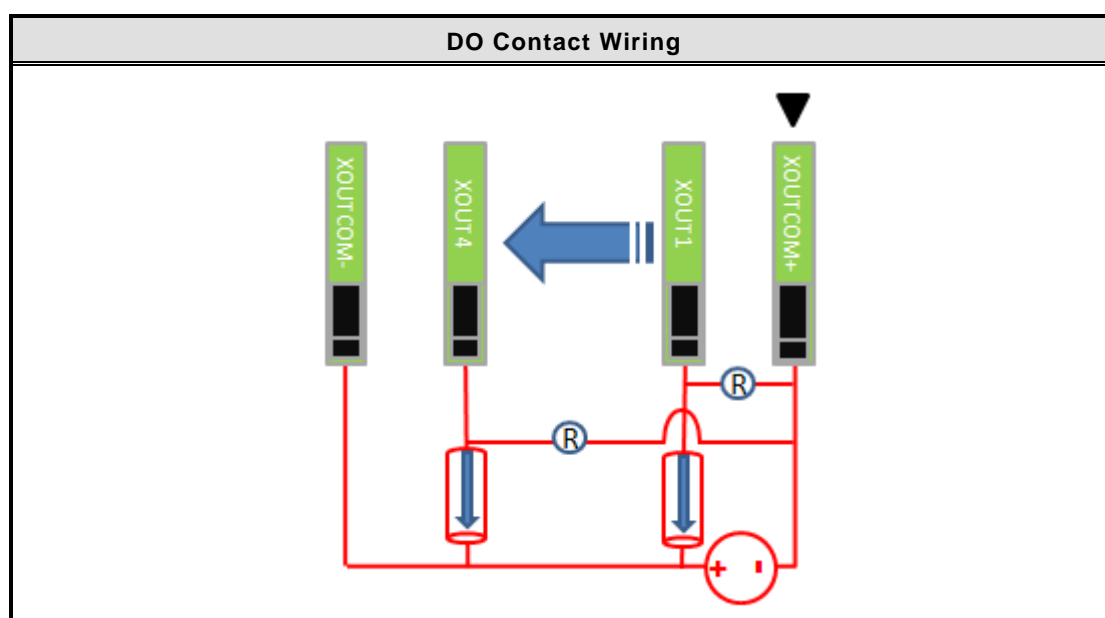 DO Contact Wiring
XOUTCOM-
XOUT4
XOUT1
XOUTCOM+
R
R
+ -